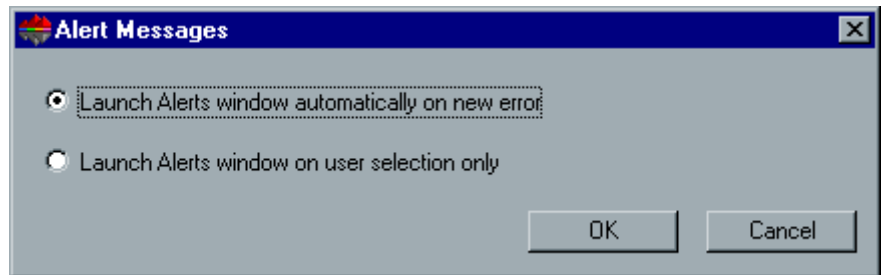 Alert Messages
Launch Alerts window automatically on new error
Launch Alerts window on user selection only
OK Cancel